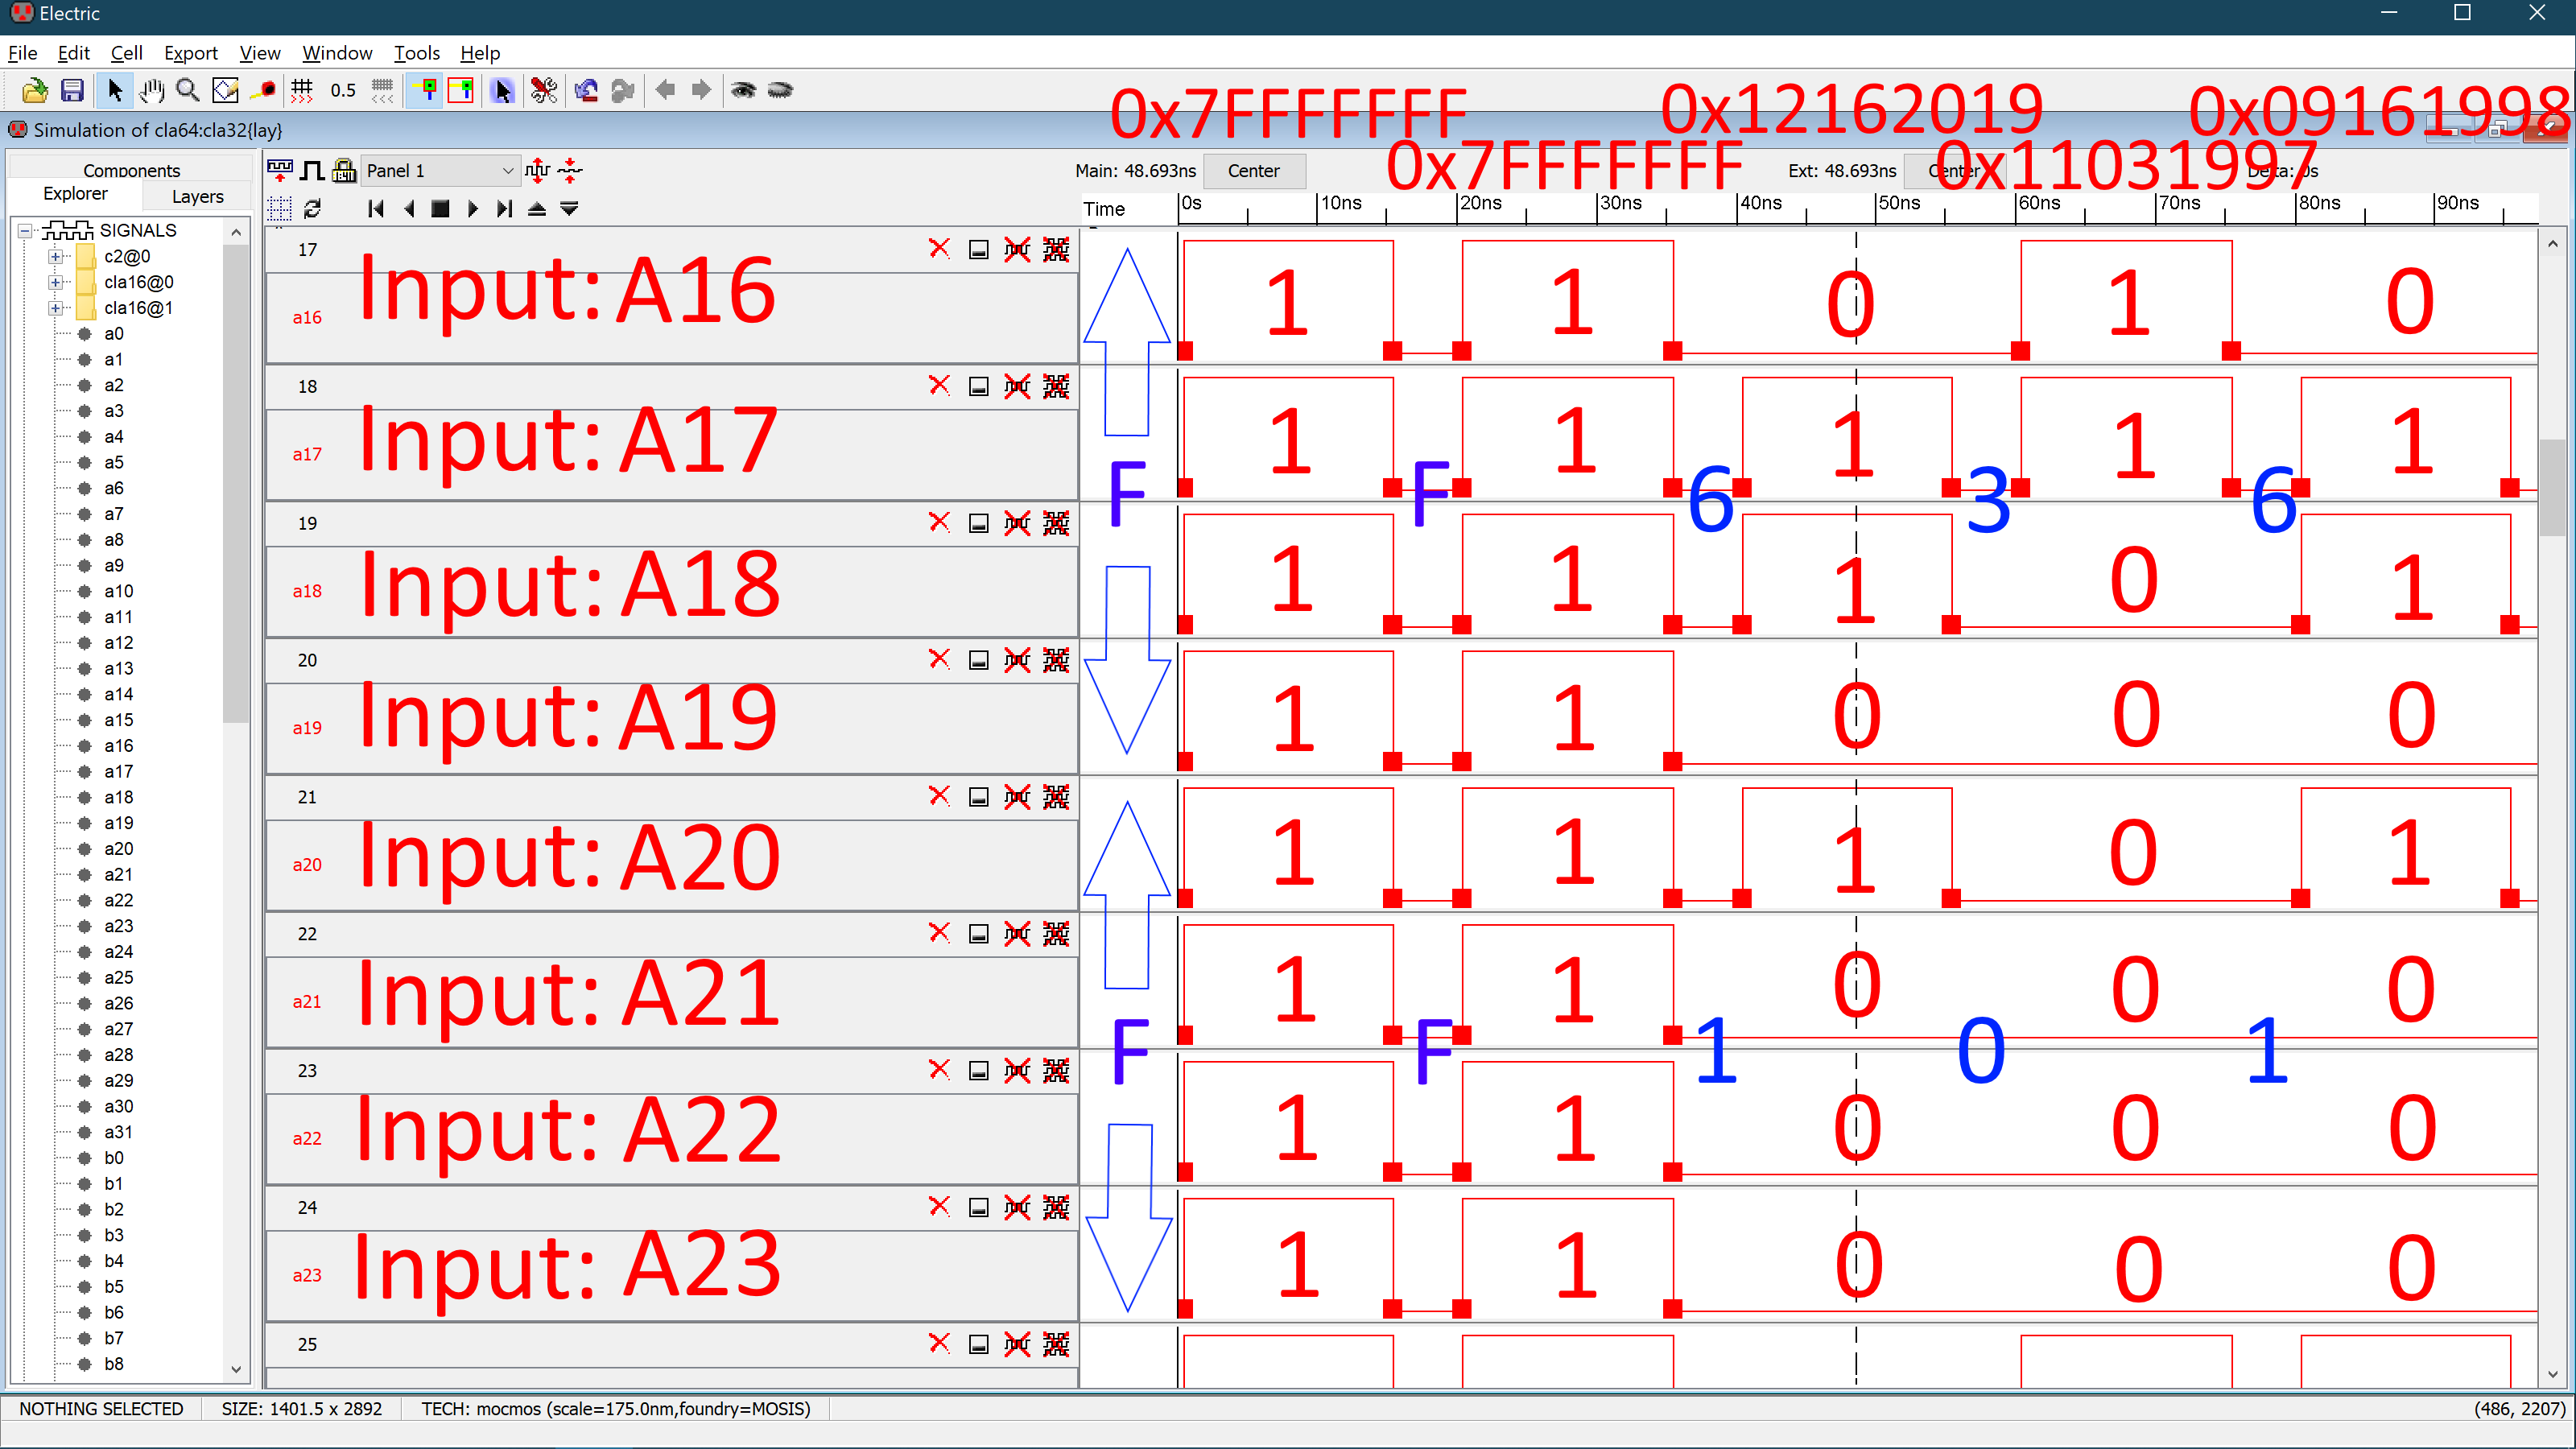 Electric
File Edit Cell Export View Window Tools Help
0.5
0x7FFFFFFF 0x12162019 0x09161998
Simulation of cla64:cla32{lay}
0x7FFFFFFF 0x11031997
Components
Explorer Layers
Panel 1
Main: 48.693ns Center Ext: 48.693ns Center Delta: 0s
Time 0s 10ns 20ns 30ns 40ns 50ns 60ns 70ns 80ns 90ns
SIGNALS
c2@0
cla16@0
cla16@1
a0
a1
a2
a3
a4
a5
a6
a7
a8
a9
a10
a11
a12
a13
a14
a15
a16
a17
a18
a19
a20
a21
a22
a23
a24
a25
a26
a27
a28
a29
a30
a31
b0
b1
b2
b3
b4
b5
b6
b7
b8
17
a16 Input: A16 1 1 0 1 0
18
a17 Input: A17 1 1 1 1 1
F F 6 3 6
19
a18 Input: A18 1 1 1 0 1
20
a19 Input: A19 1 1 0 0 0
21
a20 Input: A20 1 1 1 0 1
22
a21 Input: A21 1 1 0 0 0
F F 1 0 1
23
a22 Input: A22 1 1 0 0 0
24
a23 Input: A23 1 1 0 0 0
25
NOTHING SELECTED SIZE: 1401.5 x 2892 TECH: mocmos (scale=175.0nm,foundry=MOSIS) (486, 2207)